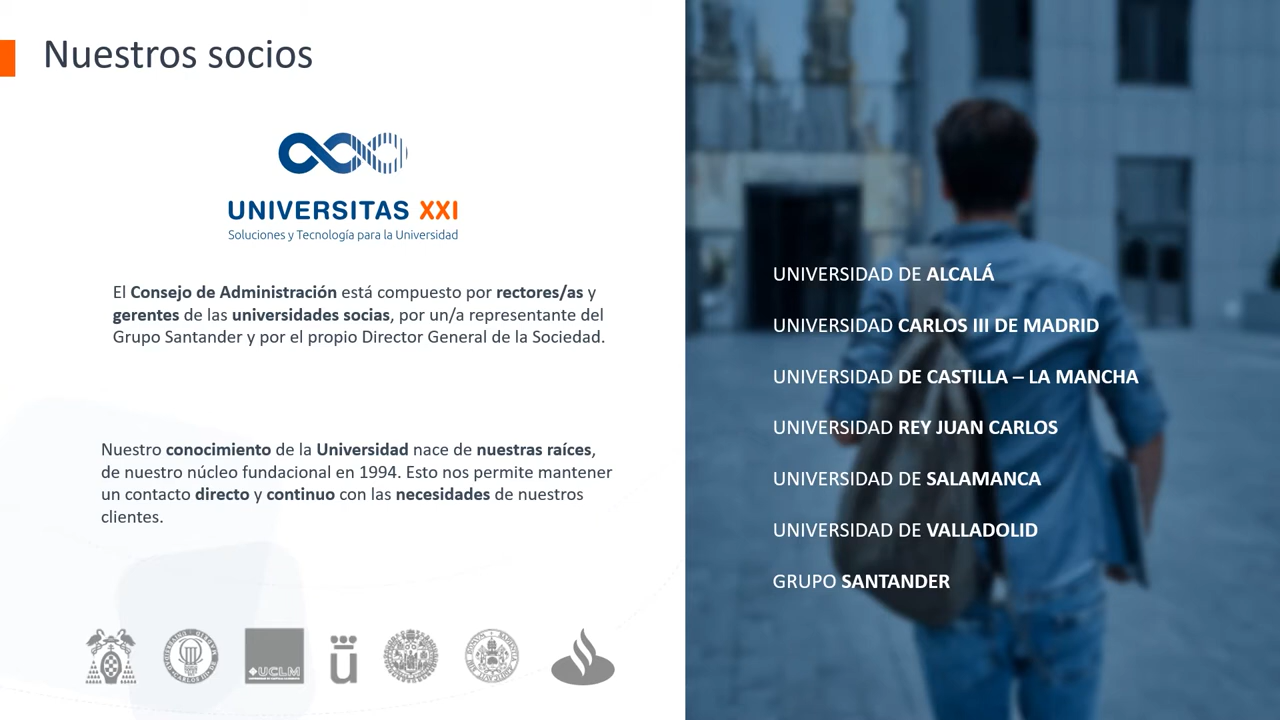 Nuestros socios
UNIVERSITAS XXI
Soluciones y Tecnología para la Universidad
El Consejo de Administración está compuesto por rectores/as y
gerentes de las universidades socias, por un/a representante del
Grupo Santander y por el propio Director General de la Sociedad.
Nuestro conocimiento de la Universidad nace de nuestras raíces,
de nuestro núcleo fundacional en 1994. Esto nos permite mantener
un contacto directo y continuo con las necesidades de nuestros
clientes.
UCLM
UNIVERSIDAD DE ALCALÁ
UNIVERSIDAD CARLOS III DE MADRID
UNIVERSIDAD DE CASTILLA – LA MANCHA
UNIVERSIDAD REY JUAN CARLOS
UNIVERSIDAD DE SALAMANCA
UNIVERSIDAD DE VALLADOLID
GRUPO SANTANDER